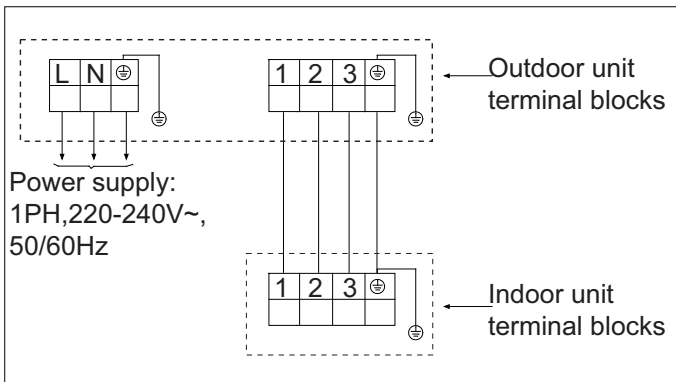 L N
1 2 3
Outdoor unit
terminal blocks
Power supply:
1PH,220-240V~,
50/60Hz
1 2 3
Indoor unit
terminal blocks